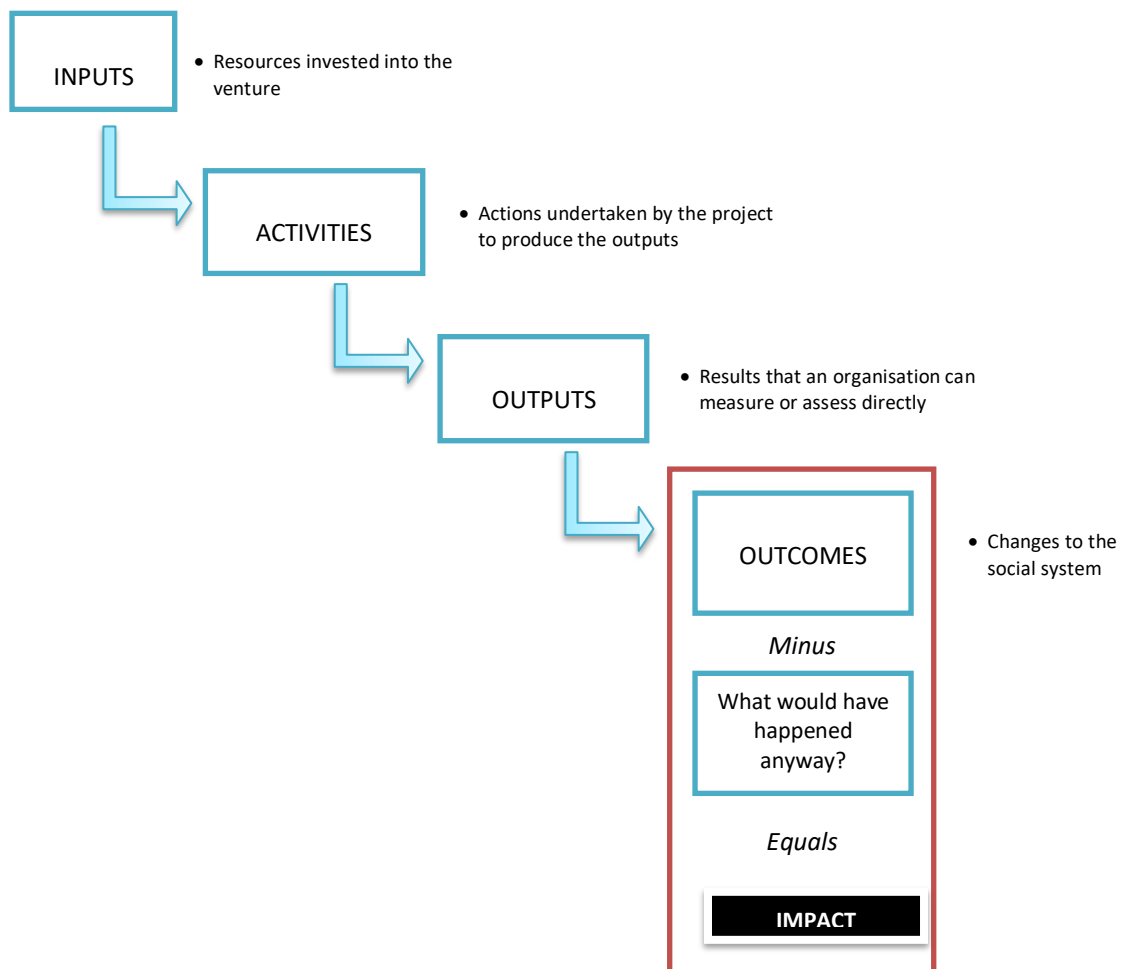 INPUTS
• Resources invested into the
venture
ACTIVITIES
• Actions undertaken by the project
to produce the outputs
OUTPUTS
• Results that an organisation can
measure or assess directly
OUTCOMES
• Changes to the
social system
Minus
What would have
happened
anyway?
Equals
IMPACT